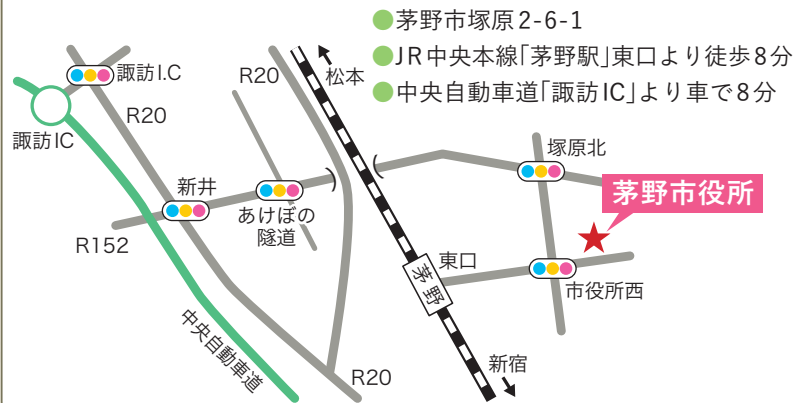 ●茅野市塚原2-6-1
●JR中央本線「茅野駅」東口より徒歩8分
●中央自動車道「諏訪IC」より車で8分
諏訪I.C
R20
松本
諏訪IC
R20
塚原北
新井
茅野市役所
あけぼの
隧道
R152
東口
茅野
市役所西
中央自動車道
新宿
R20